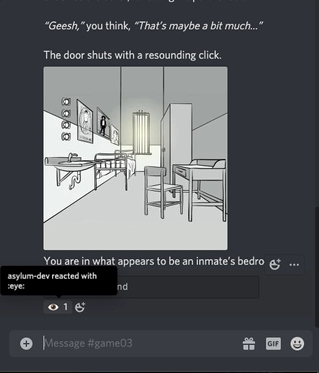 “Geesh,” you think, “That’s maybe a bit much…”
The door shuts with a resounding click.
You are in what appears to be an inmate’s bedro
asylum-dev reacted with
:eye:
nd
1
Message #game03
GIF